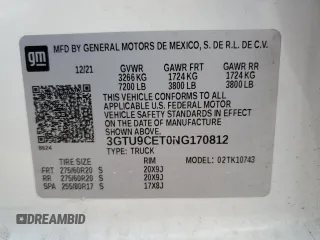 gm
MFD BY GENERAL MOTORS DE MEXICO, S. DE R.L. DE C.V.
12/21 GVWR GAWR FRT GAWR RR
3266 KG 1724 KG 1724 KG
7200 LB 3800 LB 3800 LB
THIS VEHICLE CONFORMS TO ALL
APPLICABLE U.S. FEDERAL MOTOR
VEHICLE SAFETY STANDARDS IN
EFFECT ON THE DATE OF
MANUFACTURE SHOWN ABOVE.
3GTU9CET0NG170812
TYPE: TRUCK
TIRE SIZE RIM MODEL: 02TK10743
FRT 275/60R20 20X9J
RR 275/60R20 20X9J
SPA 255/80R17 17X8J
© AutoBidMaster
FREECARVIN.info